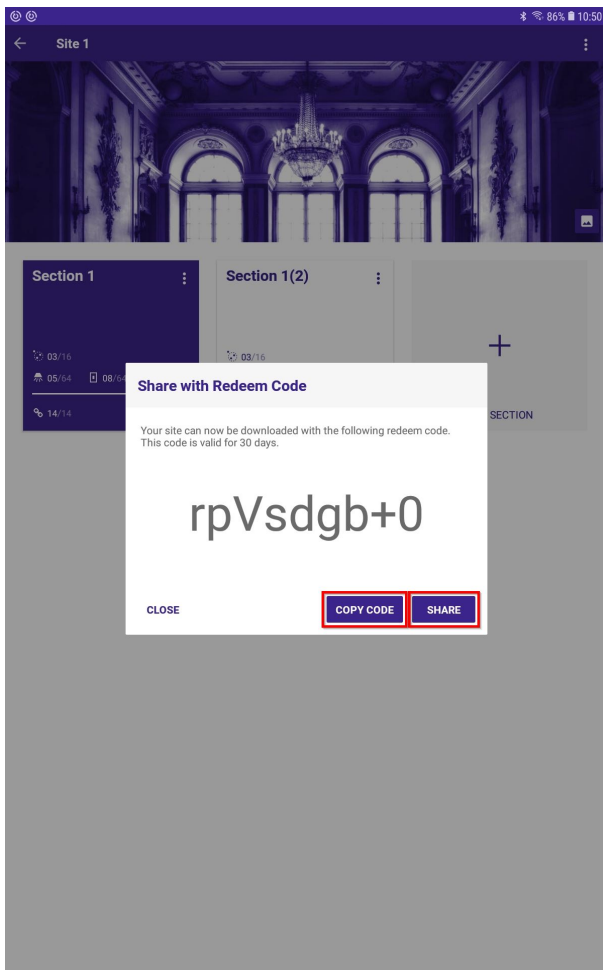 86% 10:50
Site 1
Section 1
Section 1(2)
03/16
03/16
05/64 08/64
14/14
SECTION
Share with Redeem Code
Your site can now be downloaded with the following redeem code.
This code is valid for 30 days.
rpVsdgb+0
CLOSE COPY CODE SHARE